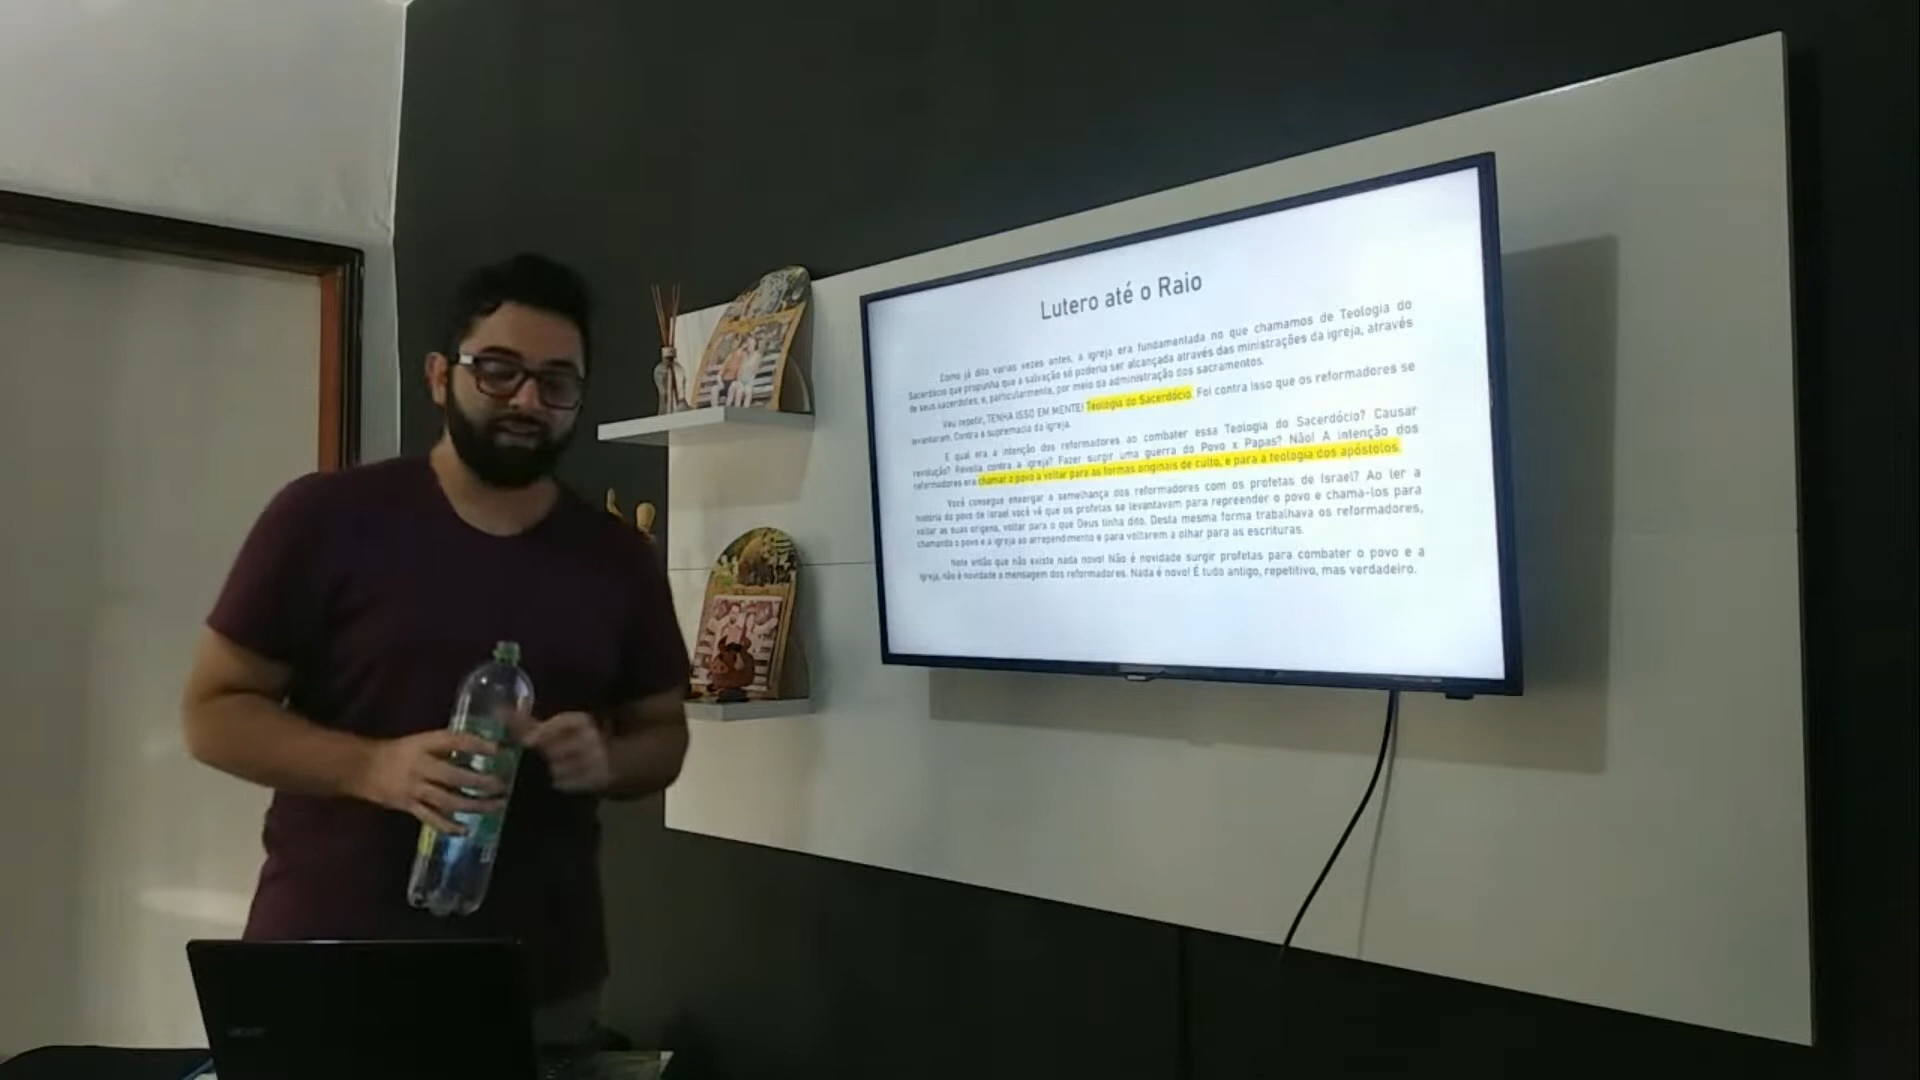 Lutero até o Raio
Como já dito varias vezes antes, a igreja era fundamentada no que chamamos de Teologia do
Sacerdócio que propunha que a salvação só poderia ser alcançada através das ministrações da igreja, através
de seus sacerdotes, e, particularmente, por meio da administração dos sacramentos.
Vou repetir, TENHA ISSO EM MENTE! Teologia do Sacerdócio. Foi contra isso que os reformadores se
levantaram. Contra a supremacia da igreja.
E qual era a intenção dos reformadores ao combater essa Teologia do Sacerdócio? Causar
revolução? Revolta contra a igreja? Fazer surgir uma guerra do Povo x Papas? Não! A intenção dos
reformadores era chamar o povo a voltar para as formas originais de culto, e para a teologia dos apóstolos.
Você consegue enxergar a semelhança dos reformadores com os profetas de Israel? Ao ler a
história do povo de Israel você vê que os profetas se levantavam para repreender o povo e chama-los para
voltar as suas origens, voltar para o que Deus tinha dito. Desta mesma forma trabalhava os reformadores,
chamando o povo e a igreja ao arrependimento e para voltarem a olhar para as escrituras.
Note então que não existe nada novo! Não é novidade surgir profetas para combater o povo e a
igreja, não é novidade a mensagem dos reformadores. Nada é novo! É tudo antigo, repetitivo, mas verdadeiro.